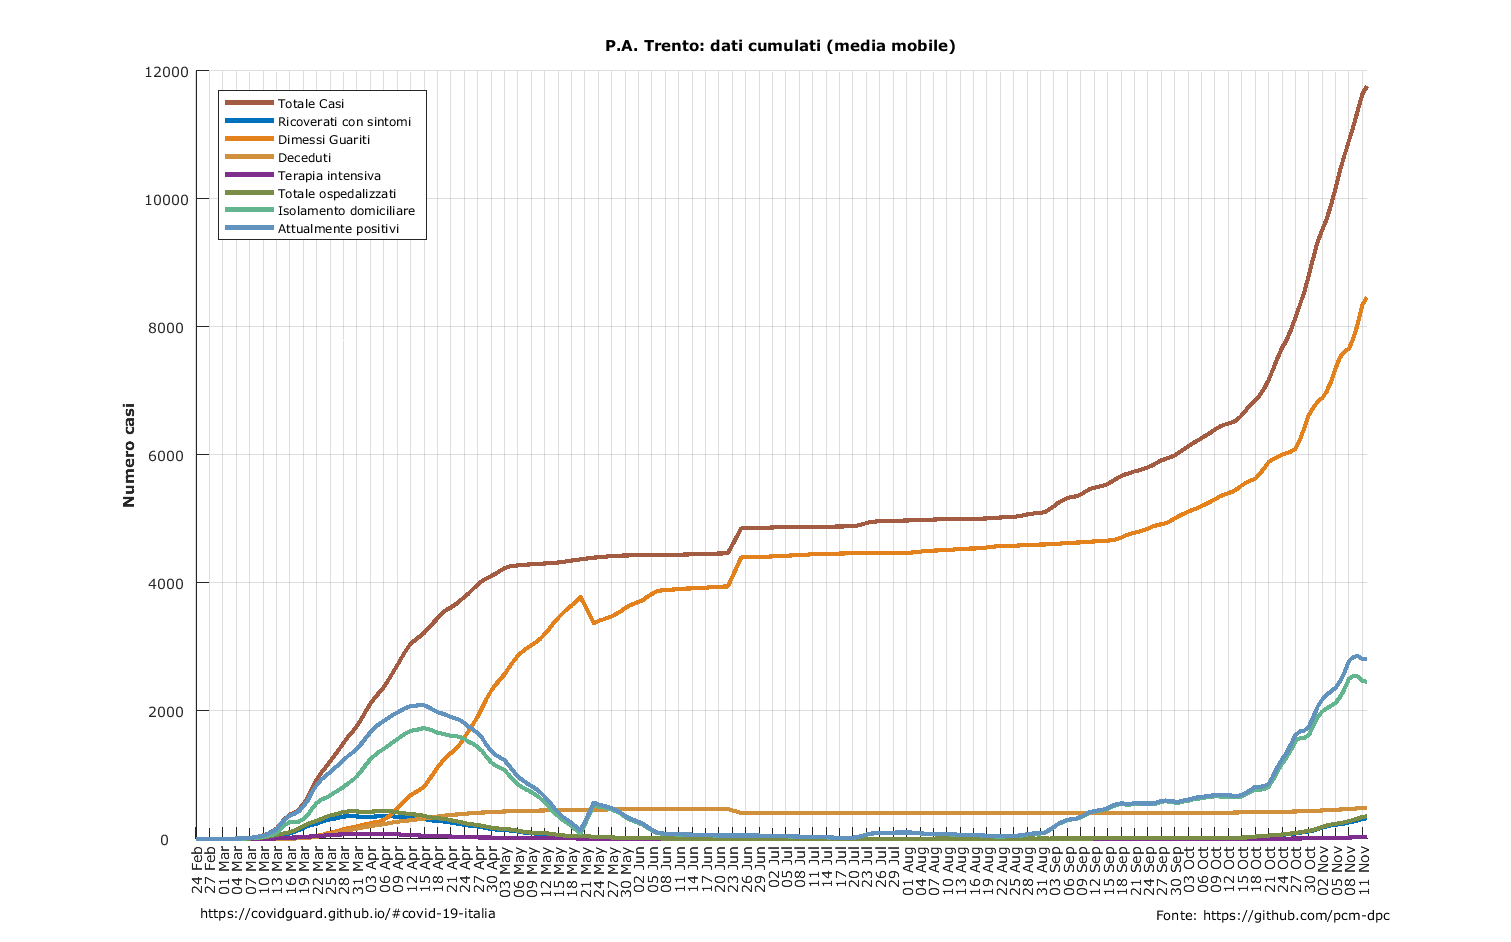 P.A. Trento: dati cumulati (media mobile)
12000
10000
8000
6000
4000
2000
0
Numero casi
Totale Casi
Ricoverati con sintomi
Dimessi Guariti
Deceduti
Terapia intensiva
Totale ospedalizzati
Isolamento domiciliare
Attualmente positivi
24 Feb
27 Feb
01 Mar
04 Mar
07 Mar
10 Mar
13 Mar
16 Mar
19 Mar
22 Mar
25 Mar
28 Mar
31 Mar
03 Apr
06 Apr
09 Apr
12 Apr
15 Apr
18 Apr
21 Apr
24 Apr
27 Apr
30 Apr
03 May
06 May
09 May
12 May
15 May
18 May
21 May
24 May
27 May
30 May
02 Jun
05 Jun
08 Jun
11 Jun
14 Jun
17 Jun
20 Jun
23 Jun
26 Jun
29 Jun
02 Jul
05 Jul
08 Jul
11 Jul
14 Jul
17 Jul
20 Jul
23 Jul
26 Jul
29 Jul
01 Aug
04 Aug
07 Aug
10 Aug
13 Aug
16 Aug
19 Aug
22 Aug
25 Aug
28 Aug
31 Aug
03 Sep
06 Sep
09 Sep
12 Sep
15 Sep
18 Sep
21 Sep
24 Sep
27 Sep
30 Sep
03 Oct
06 Oct
09 Oct
12 Oct
15 Oct
18 Oct
21 Oct
24 Oct
27 Oct
30 Oct
02 Nov
05 Nov
08 Nov
11 Nov
https://covidguard.github.io/#covid-19-italia
Fonte: https://github.com/pcm-dpc